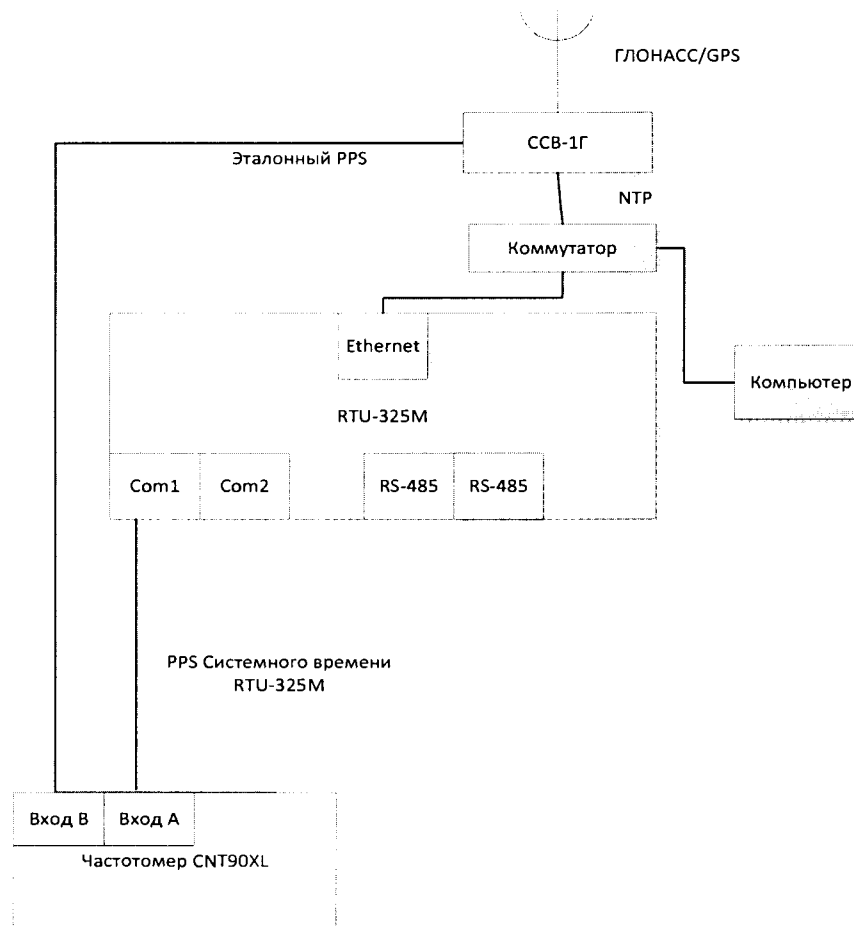 ГЛОНАСС/GPS
ССВ-1Г
Эталонный PPS
NTP
Коммутатор
Ethernet
Компьютер
RTU-325M
Com1
Com2
RS-485
RS-485
PPS Системного времени
RTU-325M
Вход B
Вход A
Частотомер CNT90XL